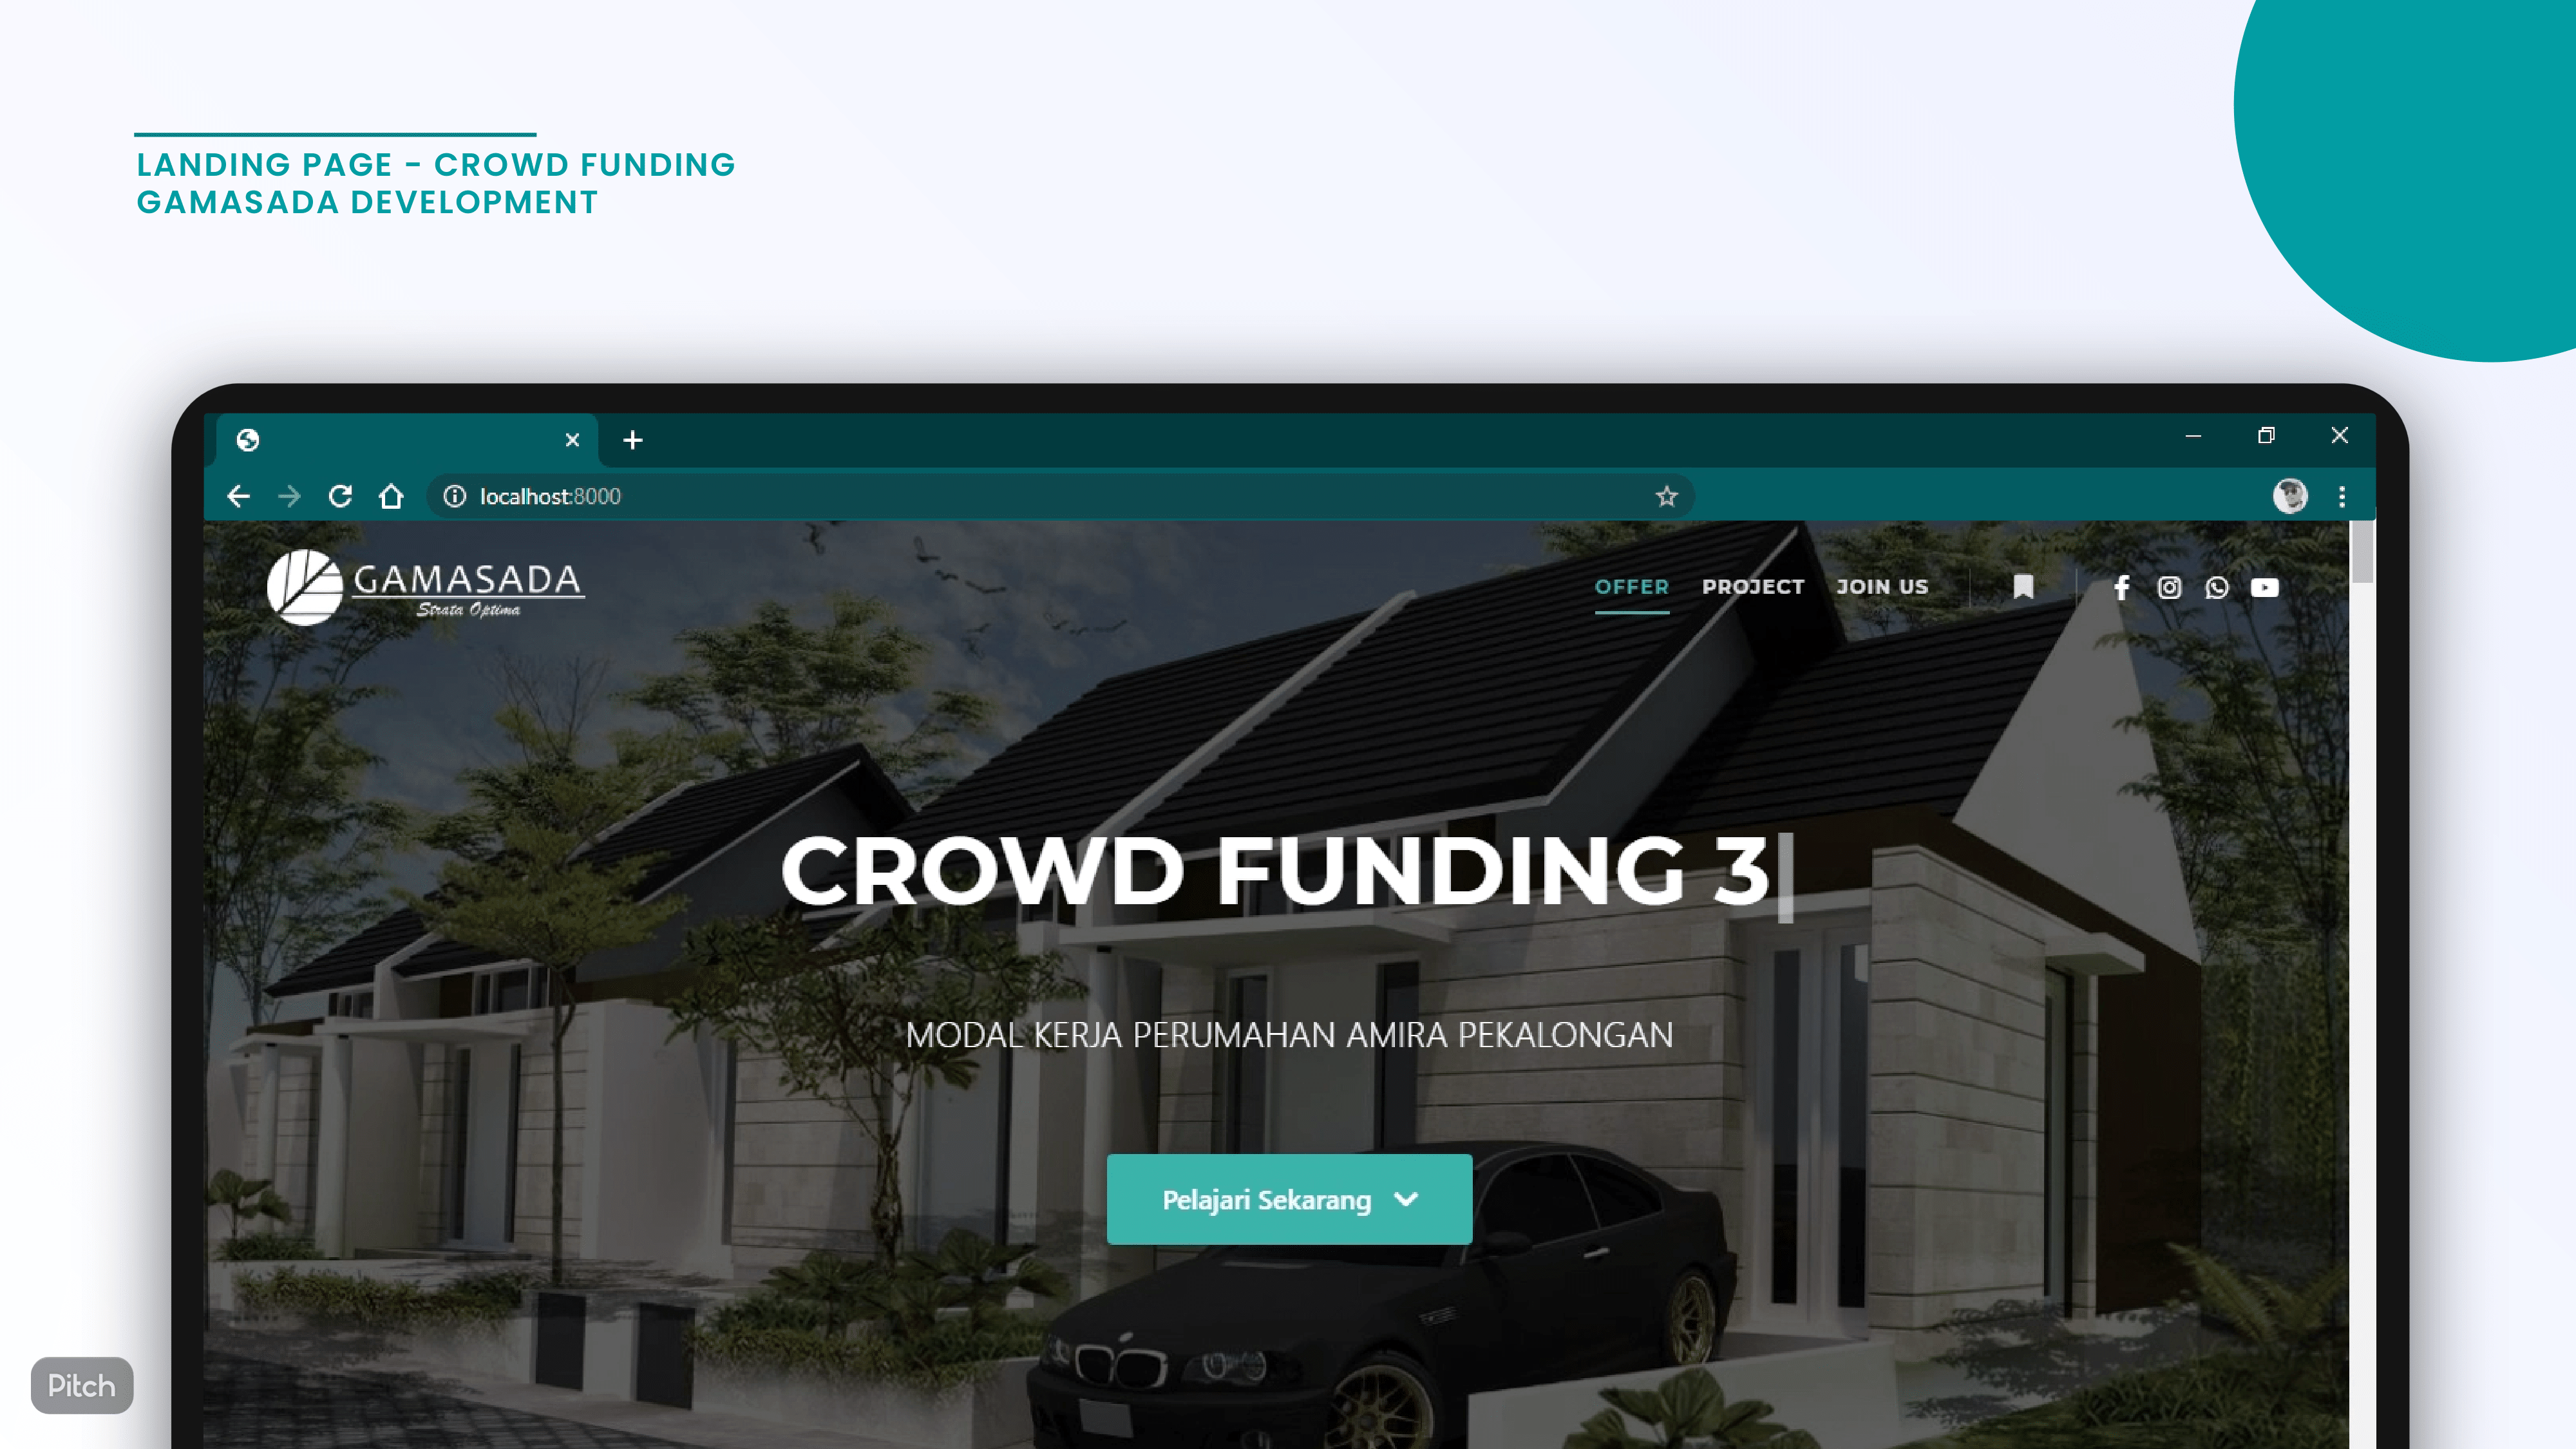 LANDING PAGE - CROWD FUNDING
GAMASADA DEVELOPMENT
localhost:8000
GAMASADA
Strata Optima
OFFER PROJECT JOIN US
CROWD FUNDING 3
MODAL KERJA PERUMAHAN AMIRA PEKALONGAN
Pelajari Sekarang
Pitch